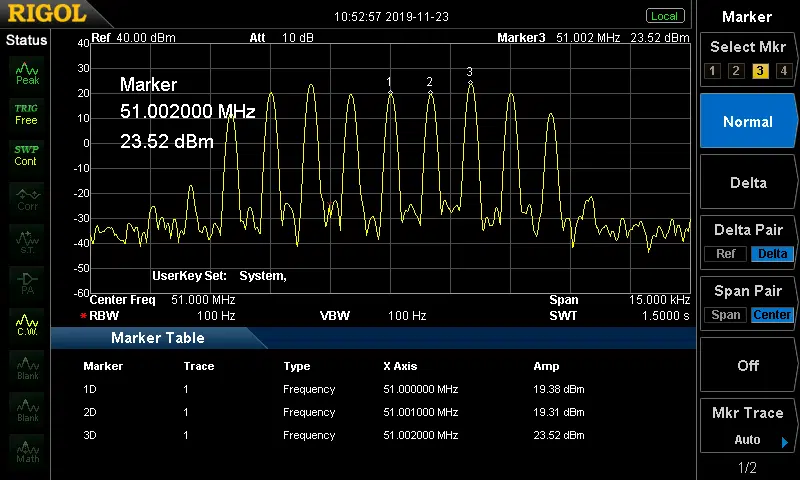 RIGOL
10:52:57 2019-11-23
Local
Marker
Status
Ref 40.00 dBm Att 10 dB Marker3 51.002 MHz 23.52 dBm
Select Mkr
1 2 3 4
Normal
Delta
Delta Pair
Ref Delta
Span Pair
Span Center
Off
Mkr Trace
Auto
1/2
Peak
TRIG
Free
SWP
Cont
Corr
S.T.
PA
C.W.
Blank
Blank
Math
40
30
20
10
0
-10
-20
-30
-40
-50
-60
Marker
51.002000 MHz
23.52 dBm
1 2 3
UserKey Set: System,
Center Freq 51.000 MHz Span 15.000 kHz
*RBW 100 Hz VBW 100 Hz SWT 1.5000 s
Marker Table
Marker Trace Type X Axis Amp
1D 1 Frequency 51.000000 MHz 19.38 dBm
2D 1 Frequency 51.001000 MHz 19.31 dBm
3D 1 Frequency 51.002000 MHz 23.52 dBm